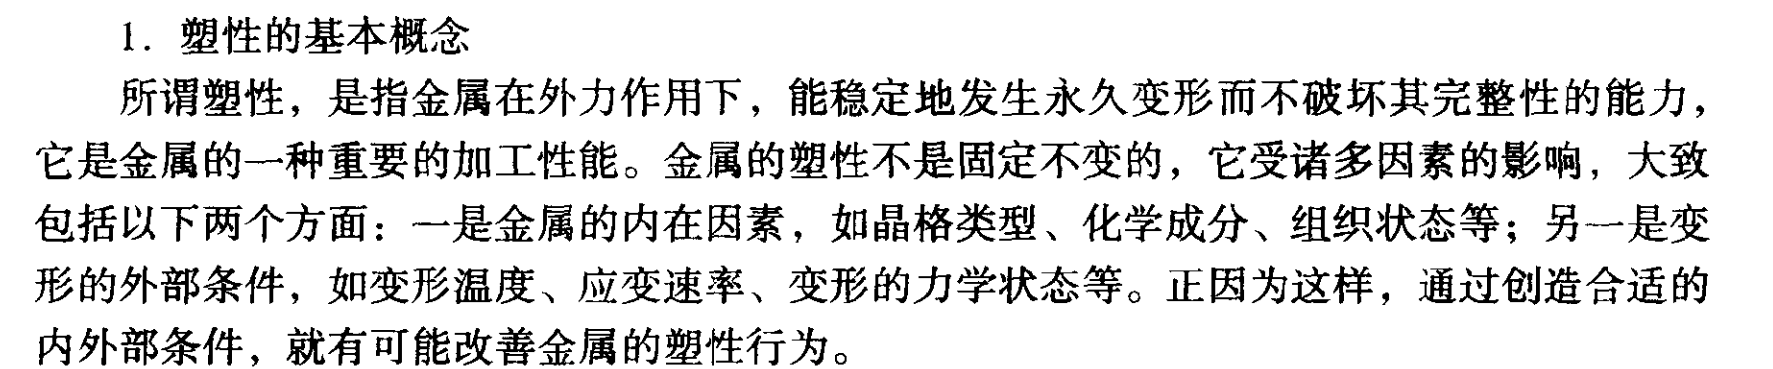 1. 塑性的基本概念
所谓塑性，是指金属在外力作用下，能稳定地发生永久变形而不破坏其完整性的能力，
它是金属的一种重要的加工性能。金属的塑性不是固定不变的，它受诸多因素的影响，大致
包括以下两个方面：一是金属的内在因素，如晶格类型、化学成分、组织状态等；另一是变
形的外部条件，如变形温度、应变速率、变形的力学状态等。正因为这样，通过创造合适的
内外部条件，就有可能改善金属的塑性行为。